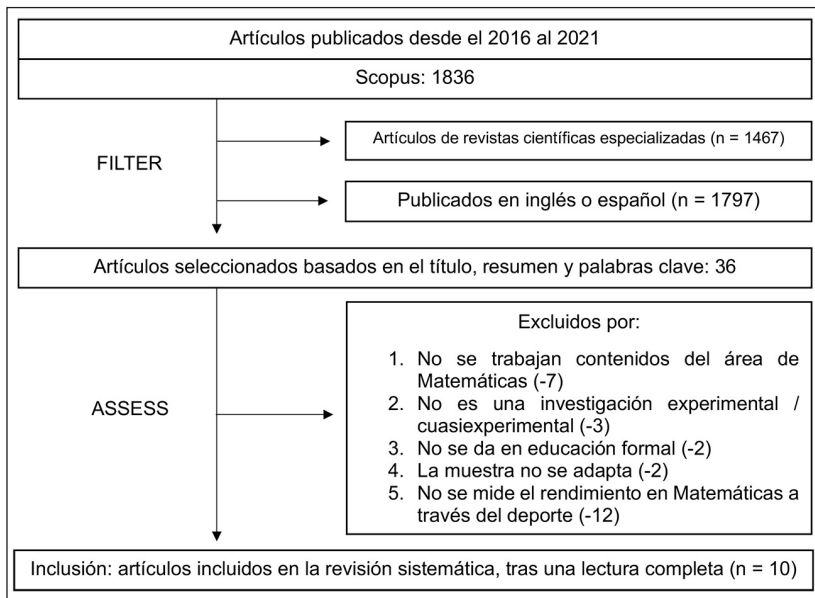 Artículos publicados desde el 2016 al 2021
Scopus: 1836
Artículos de revistas científicas especializadas (n = 1467)
FILTER
Publicados en inglés o español (n = 1797)
Artículos seleccionados basados en el título, resumen y palabras clave: 36
Excluidos por:
1. No se trabajan contenidos del área de
Matemáticas (-7)
2. No es una investigación experimental /
cuasiexperimental (-3)
3. No se da en educación formal (-2)
4. La muestra no se adapta (-2)
5. No se mide el rendimiento en Matemáticas a
través del deporte (-12)
ASSESS
Inclusión: artículos incluidos en la revisión sistemática, tras una lectura completa (n = 10)